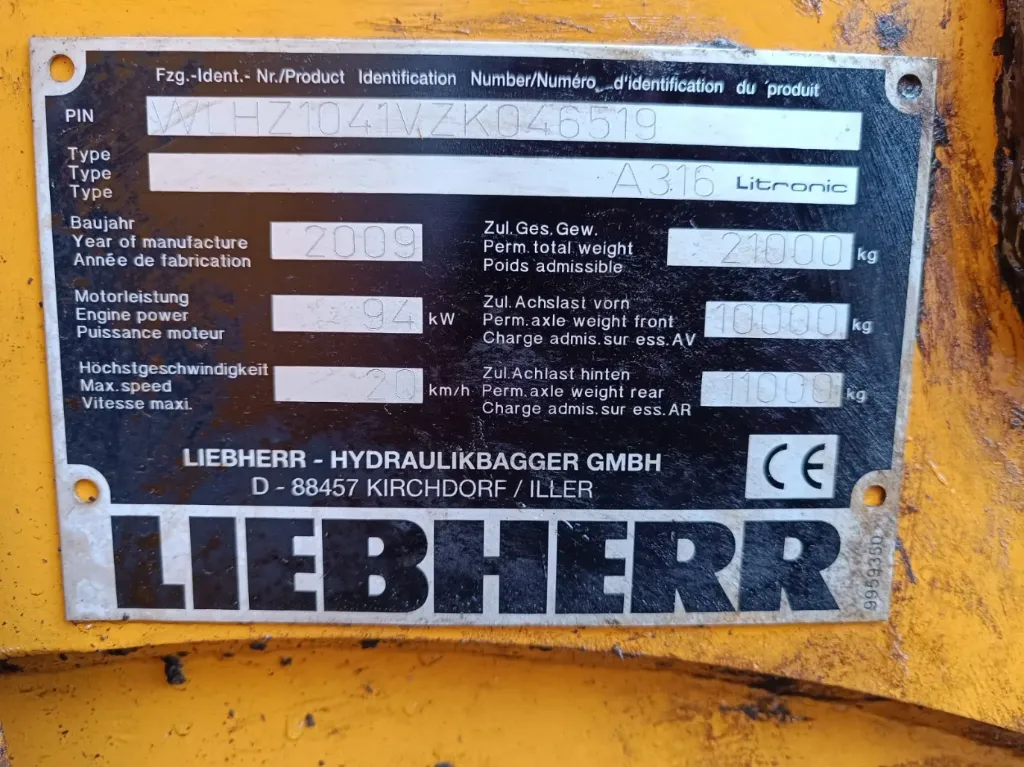 Fzg.-Ident.- Nr./Product Identification Number/Numéro d'identification du produit
PIN WLHZ1041VZK046519
Type
Type
Type
A316 Litronic
Baujahr
Year of manufacture
Année de fabrication
2009
Zul.Ges.Gew.
Perm. total weight
Poids admissible
21000 kg
Motorleistung
Engine power
Puissance moteur
94 kW
Zul.Achslast vorn
Perm.axle weight front
Charge admis.sur ess.AV
10000 kg
Höchstgeschwindigkeit
Max.speed
Vitesse maxi.
20 km/h
Zul.Achlast hinten
Perm.axle weight rear
Charge admis.sur ess.AR
11000 kg
LIEBHERR - HYDRAULIKBAGGER GMBH
D - 88457 KIRCHDORF / ILLER
CE
LIEBHERR